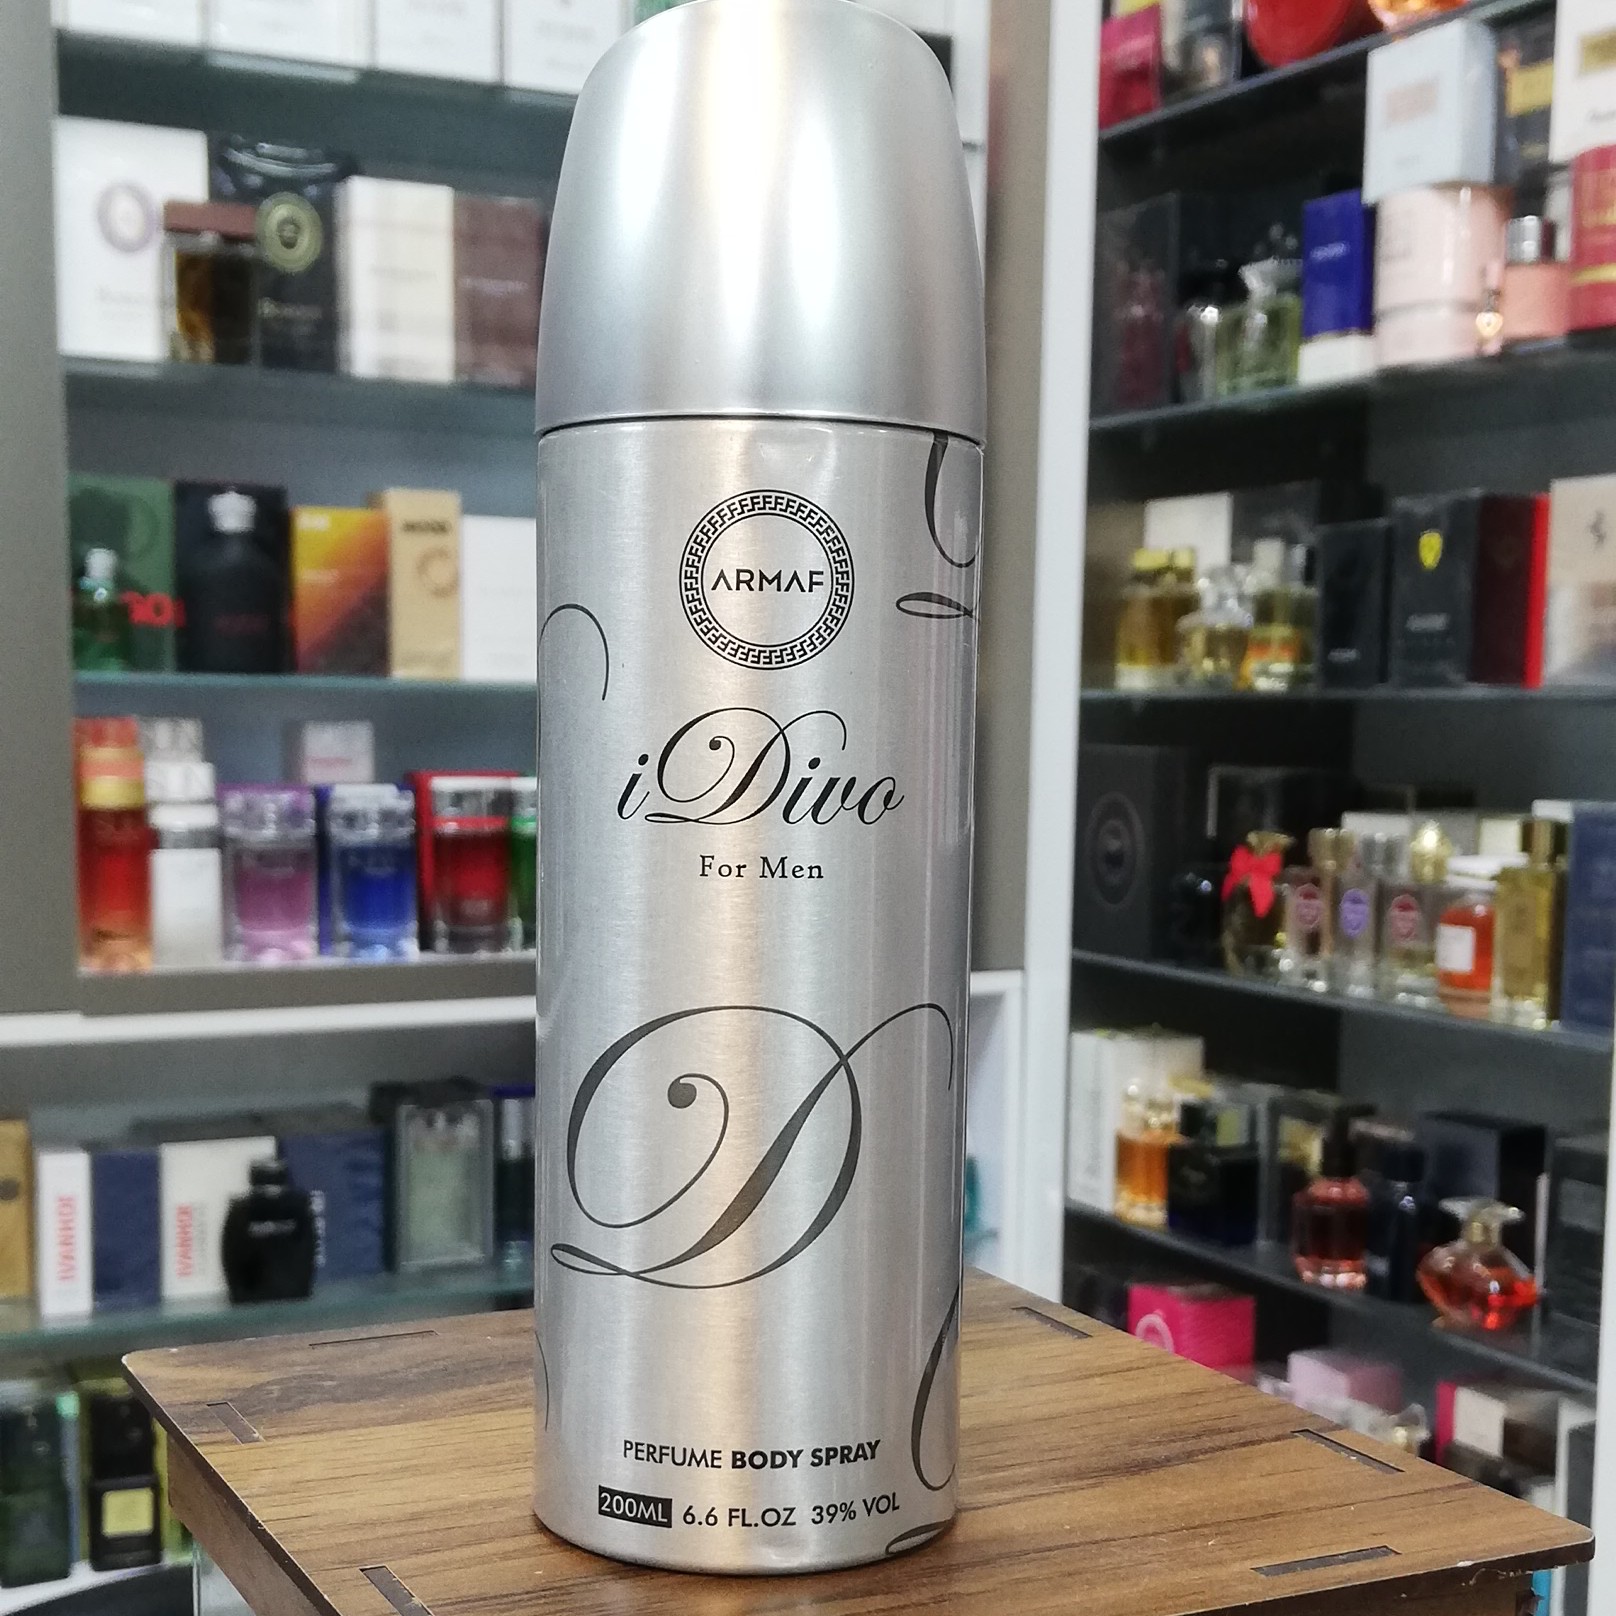 ARMAF
iDivo
For Men
D
PERFUME BODY SPRAY
200ML 6.6 FL.OZ 39% VOL